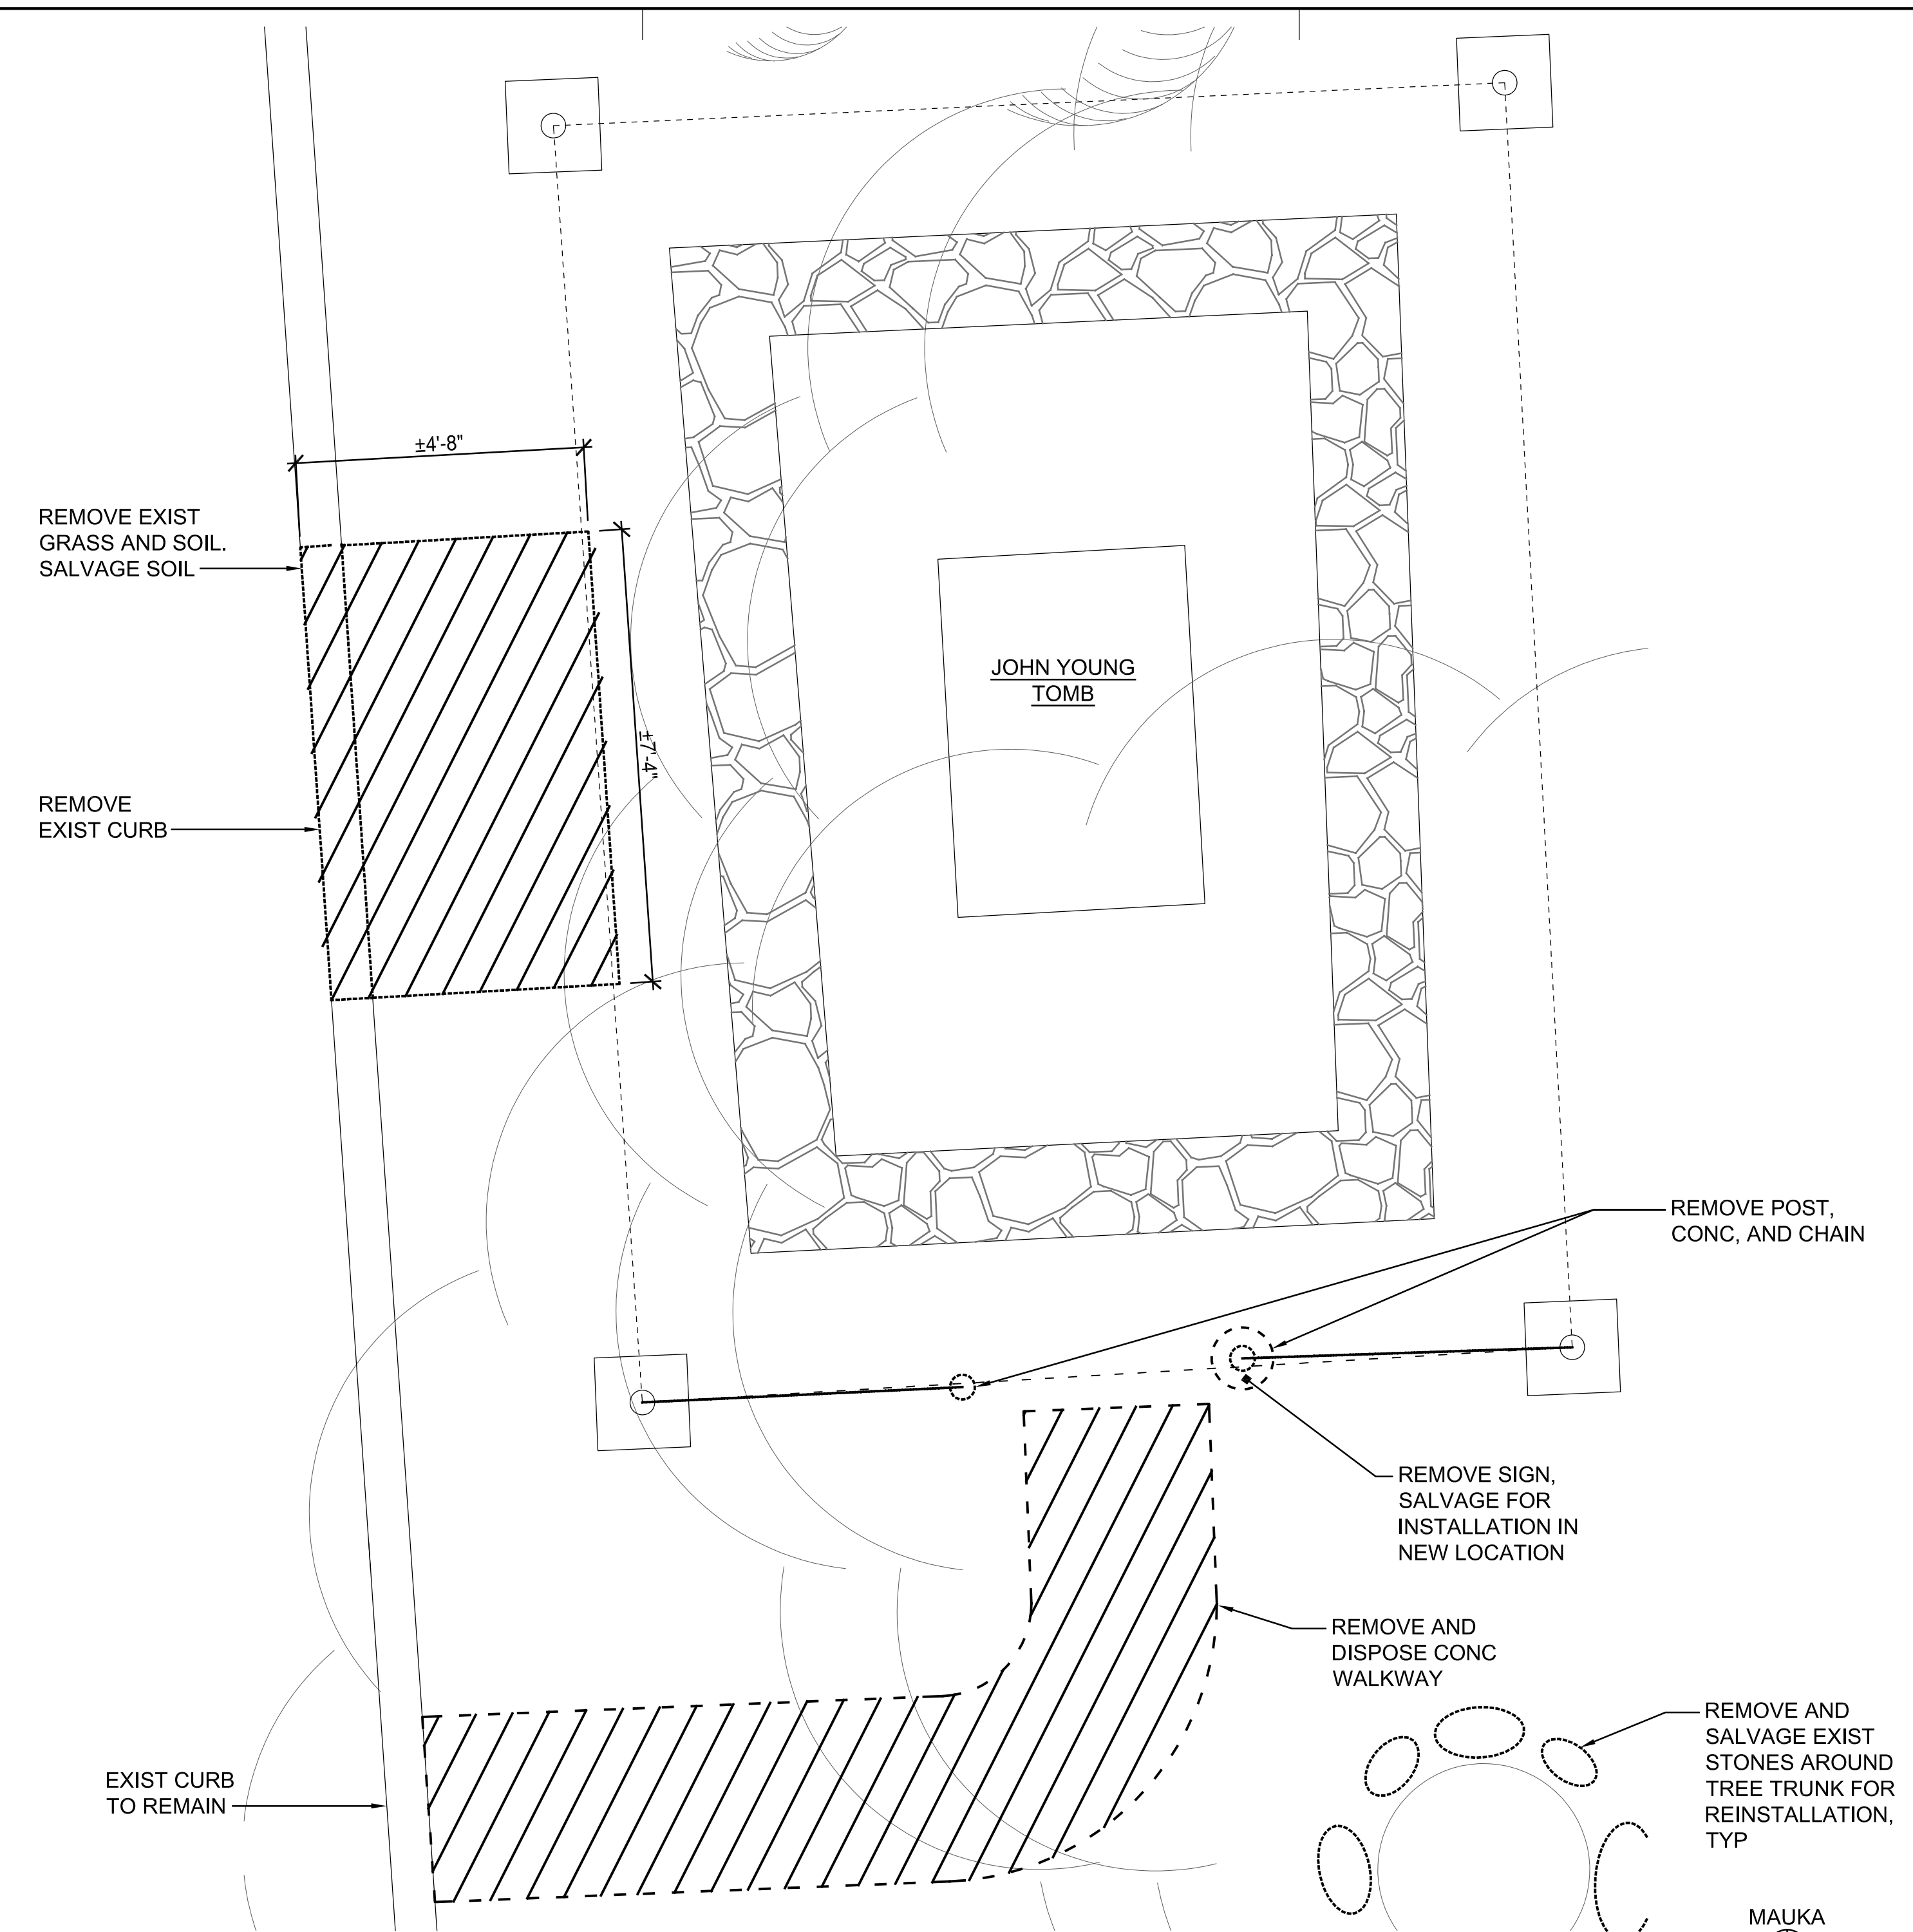 ±4'-8"
REMOVE EXIST
GRASS AND SOIL.
SALVAGE SOIL
JOHN YOUNG
TOMB
±7'-4"
REMOVE
EXIST CURB
REMOVE POST,
CONC, AND CHAIN
REMOVE SIGN,
SALVAGE FOR
INSTALLATION IN
NEW LOCATION
REMOVE AND
DISPOSE CONC
WALKWAY
REMOVE AND
SALVAGE EXIST
STONES AROUND
TREE TRUNK FOR
REINSTALLATION,
TYP
EXIST CURB
TO REMAIN
MAUKA